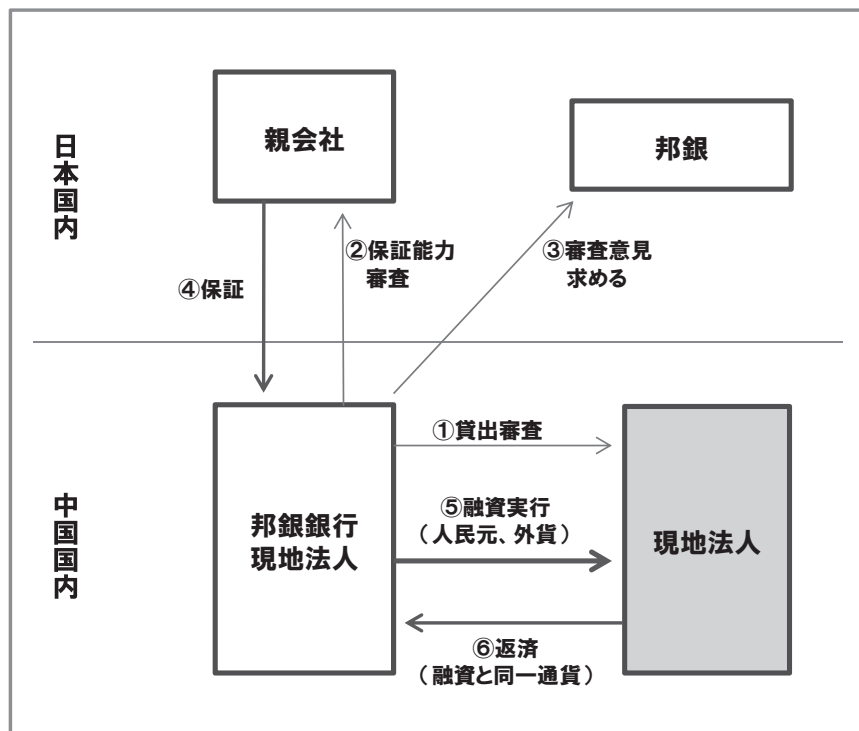 日本国内
親会社
邦銀
②保証能力
審査
③審査意見
求める
④保証
中国国内
邦銀銀行
現地法人
①貸出審査
⑤融資実行
（人民元、外貨）
現地法人
⑥返済
（融資と同一通貨）